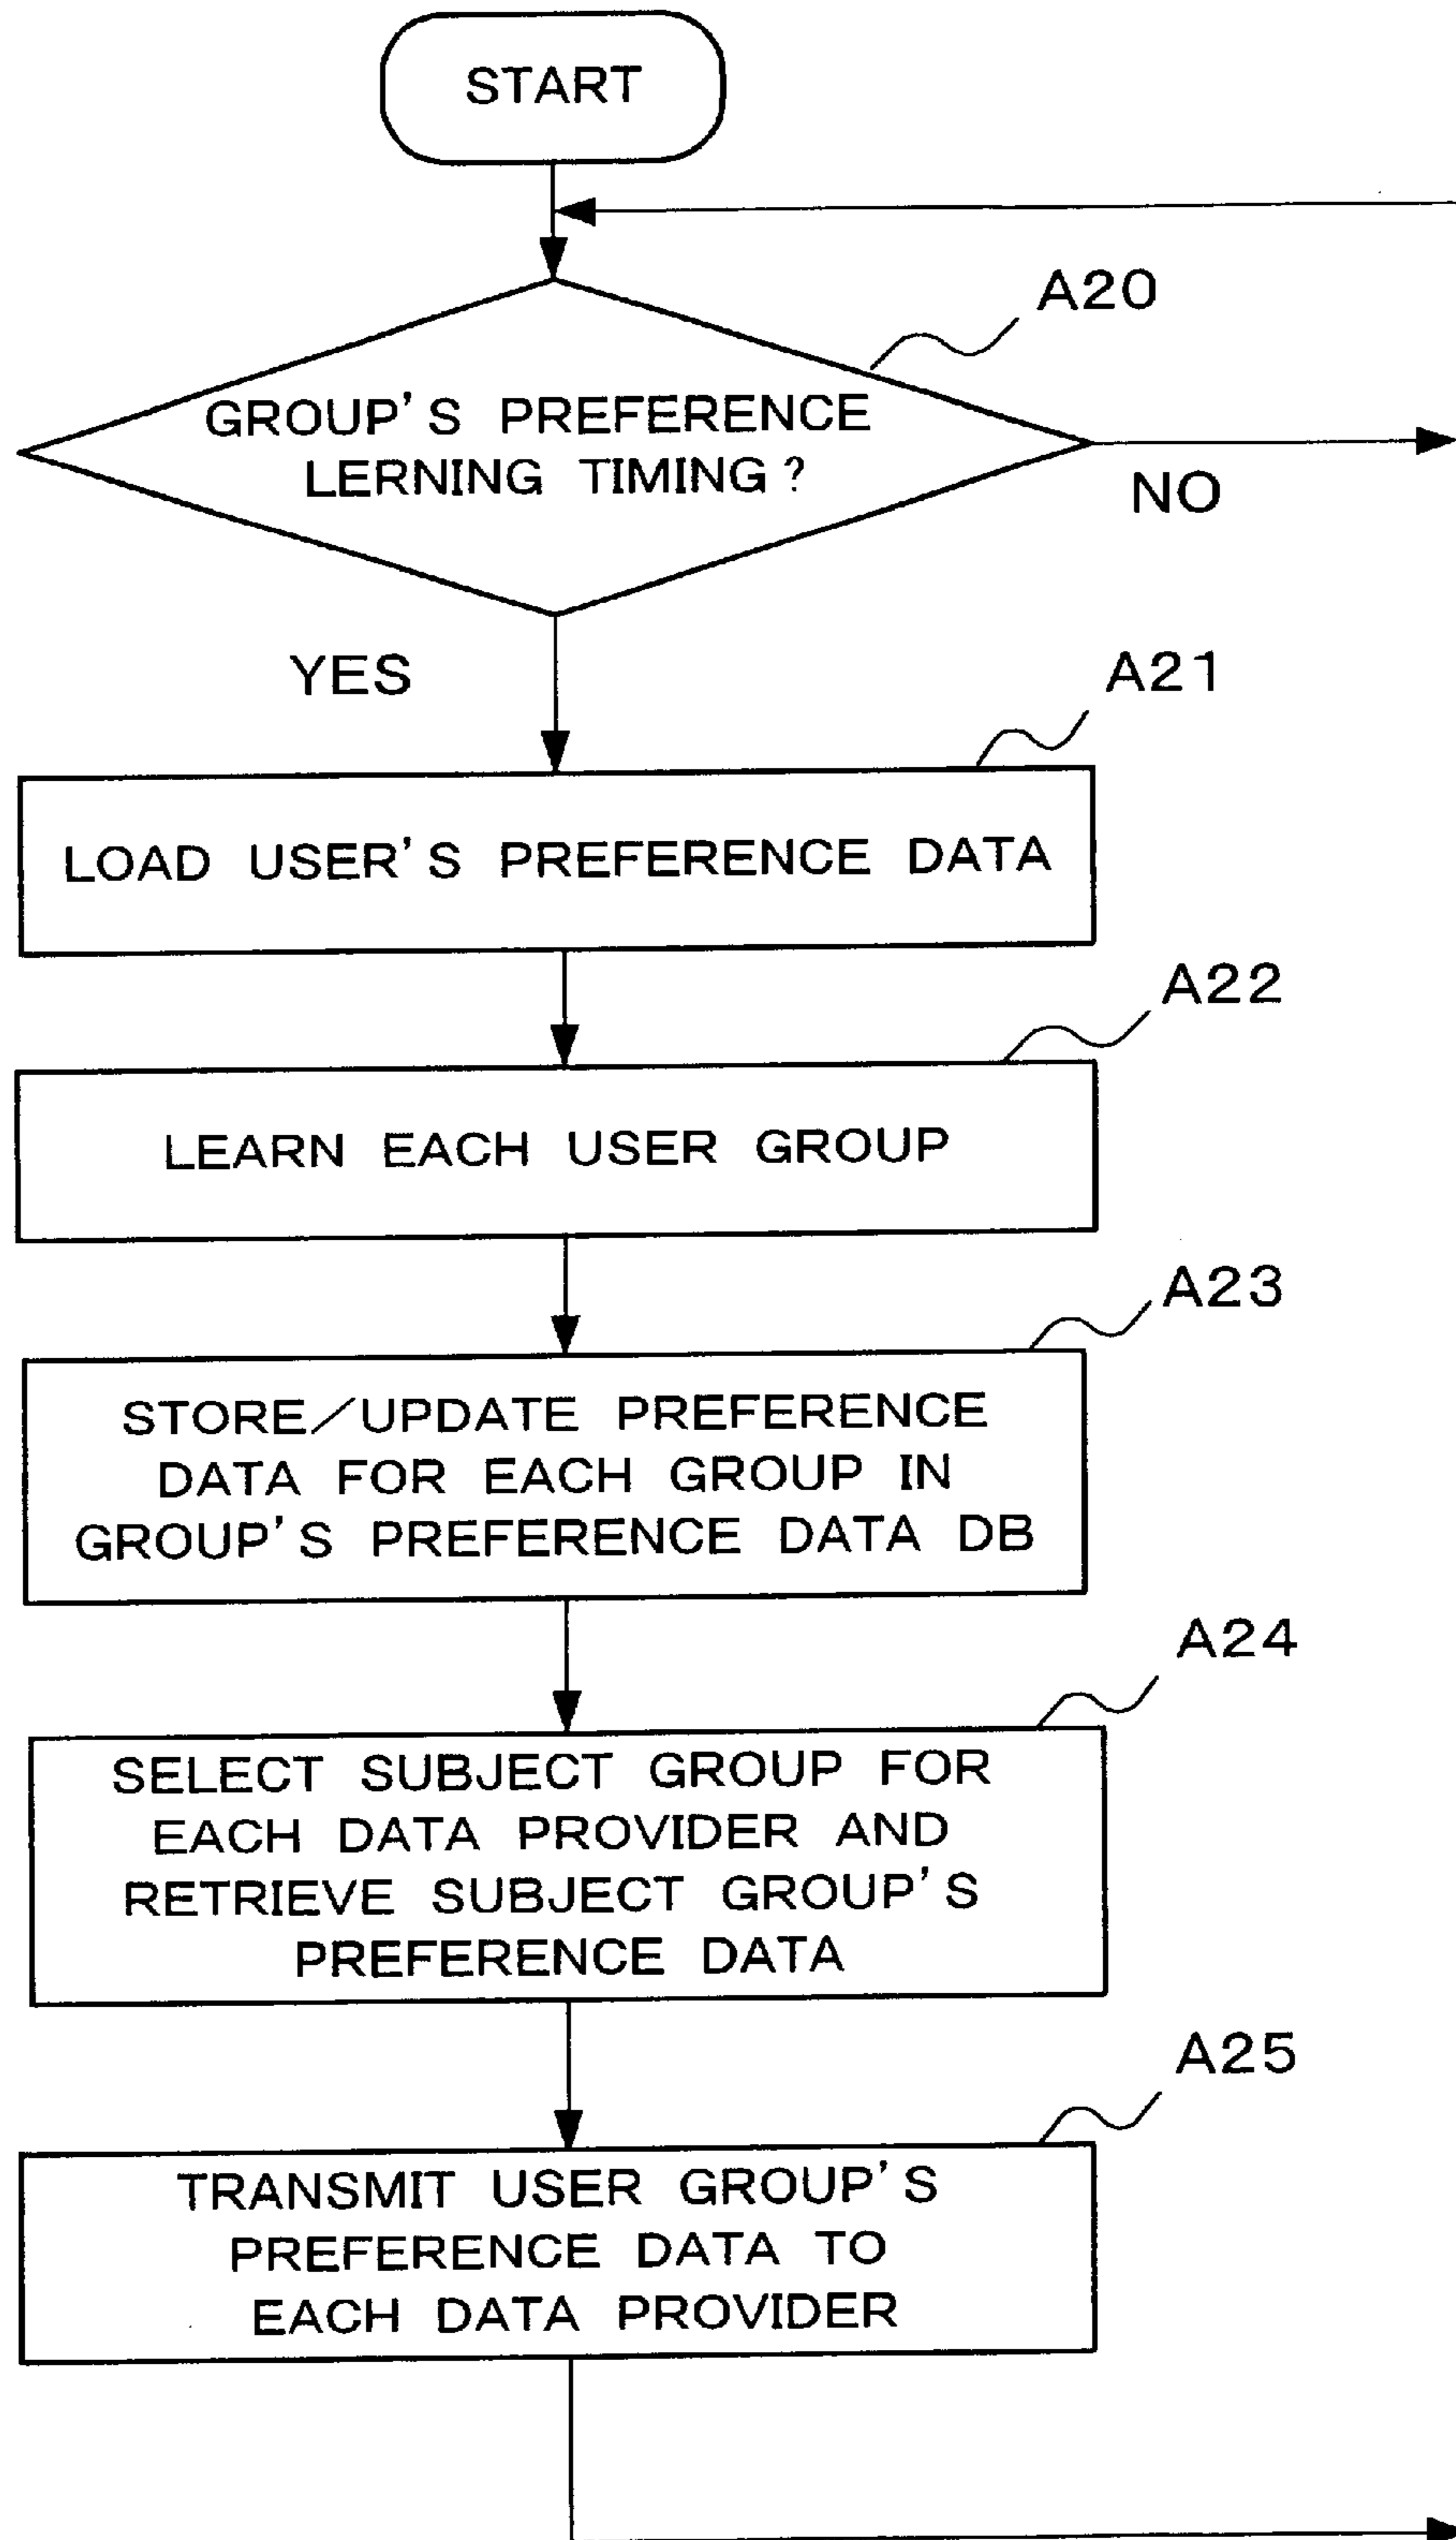 START
A20
GROUP'S PREFERENCE
LERNING TIMING?
NO
YES
A21
LOAD USER'S PREFERENCE DATA
A22
LEARN EACH USER GROUP
A23
STORE/UPDATE PREFERENCE
DATA FOR EACH GROUP IN
GROUP'S PREFERENCE DATA DB
A24
SELECT SUBJECT GROUP FOR
EACH DATA PROVIDER AND
RETRIEVE SUBJECT GROUP'S
PREFERENCE DATA
A25
TRANSMIT USER GROUP'S
PREFERENCE DATA TO
EACH DATA PROVIDER